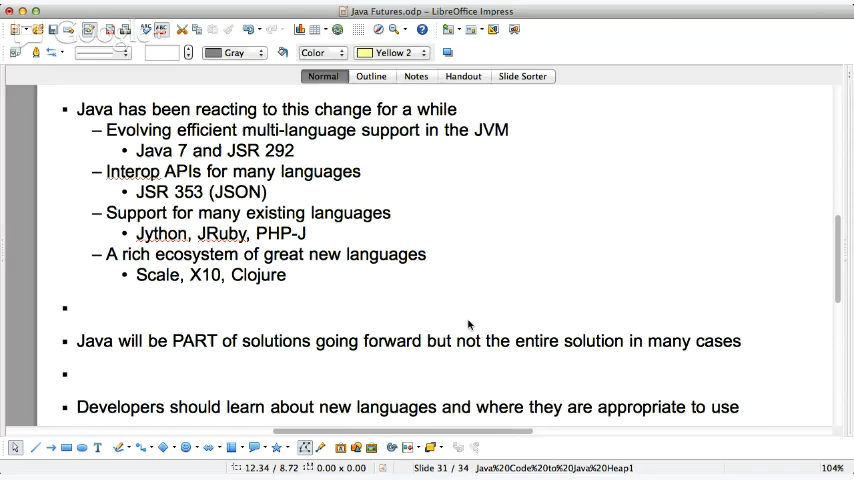 Java Futures.odp - LibreOffice Impress
Gray
Color
Yellow 2
Normal Outline Notes Handout Slide Sorter
▪ Java has been reacting to this change for a while
– Evolving efficient multi-language support in the JVM
• Java 7 and JSR 292
– Interop APIs for many languages
• JSR 353 (JSON)
– Support for many existing languages
• Jython, JRuby, PHP-J
– A rich ecosystem of great new languages
• Scale, X10, Clojure
▪ Java will be PART of solutions going forward but not the entire solution in many cases
▪ Developers should learn about new languages and where they are appropriate to use
12.34 / 8.72 0.00 x 0.00 Slide 31 / 34 Java%20Code%20to%20Java%20Heap1 104%